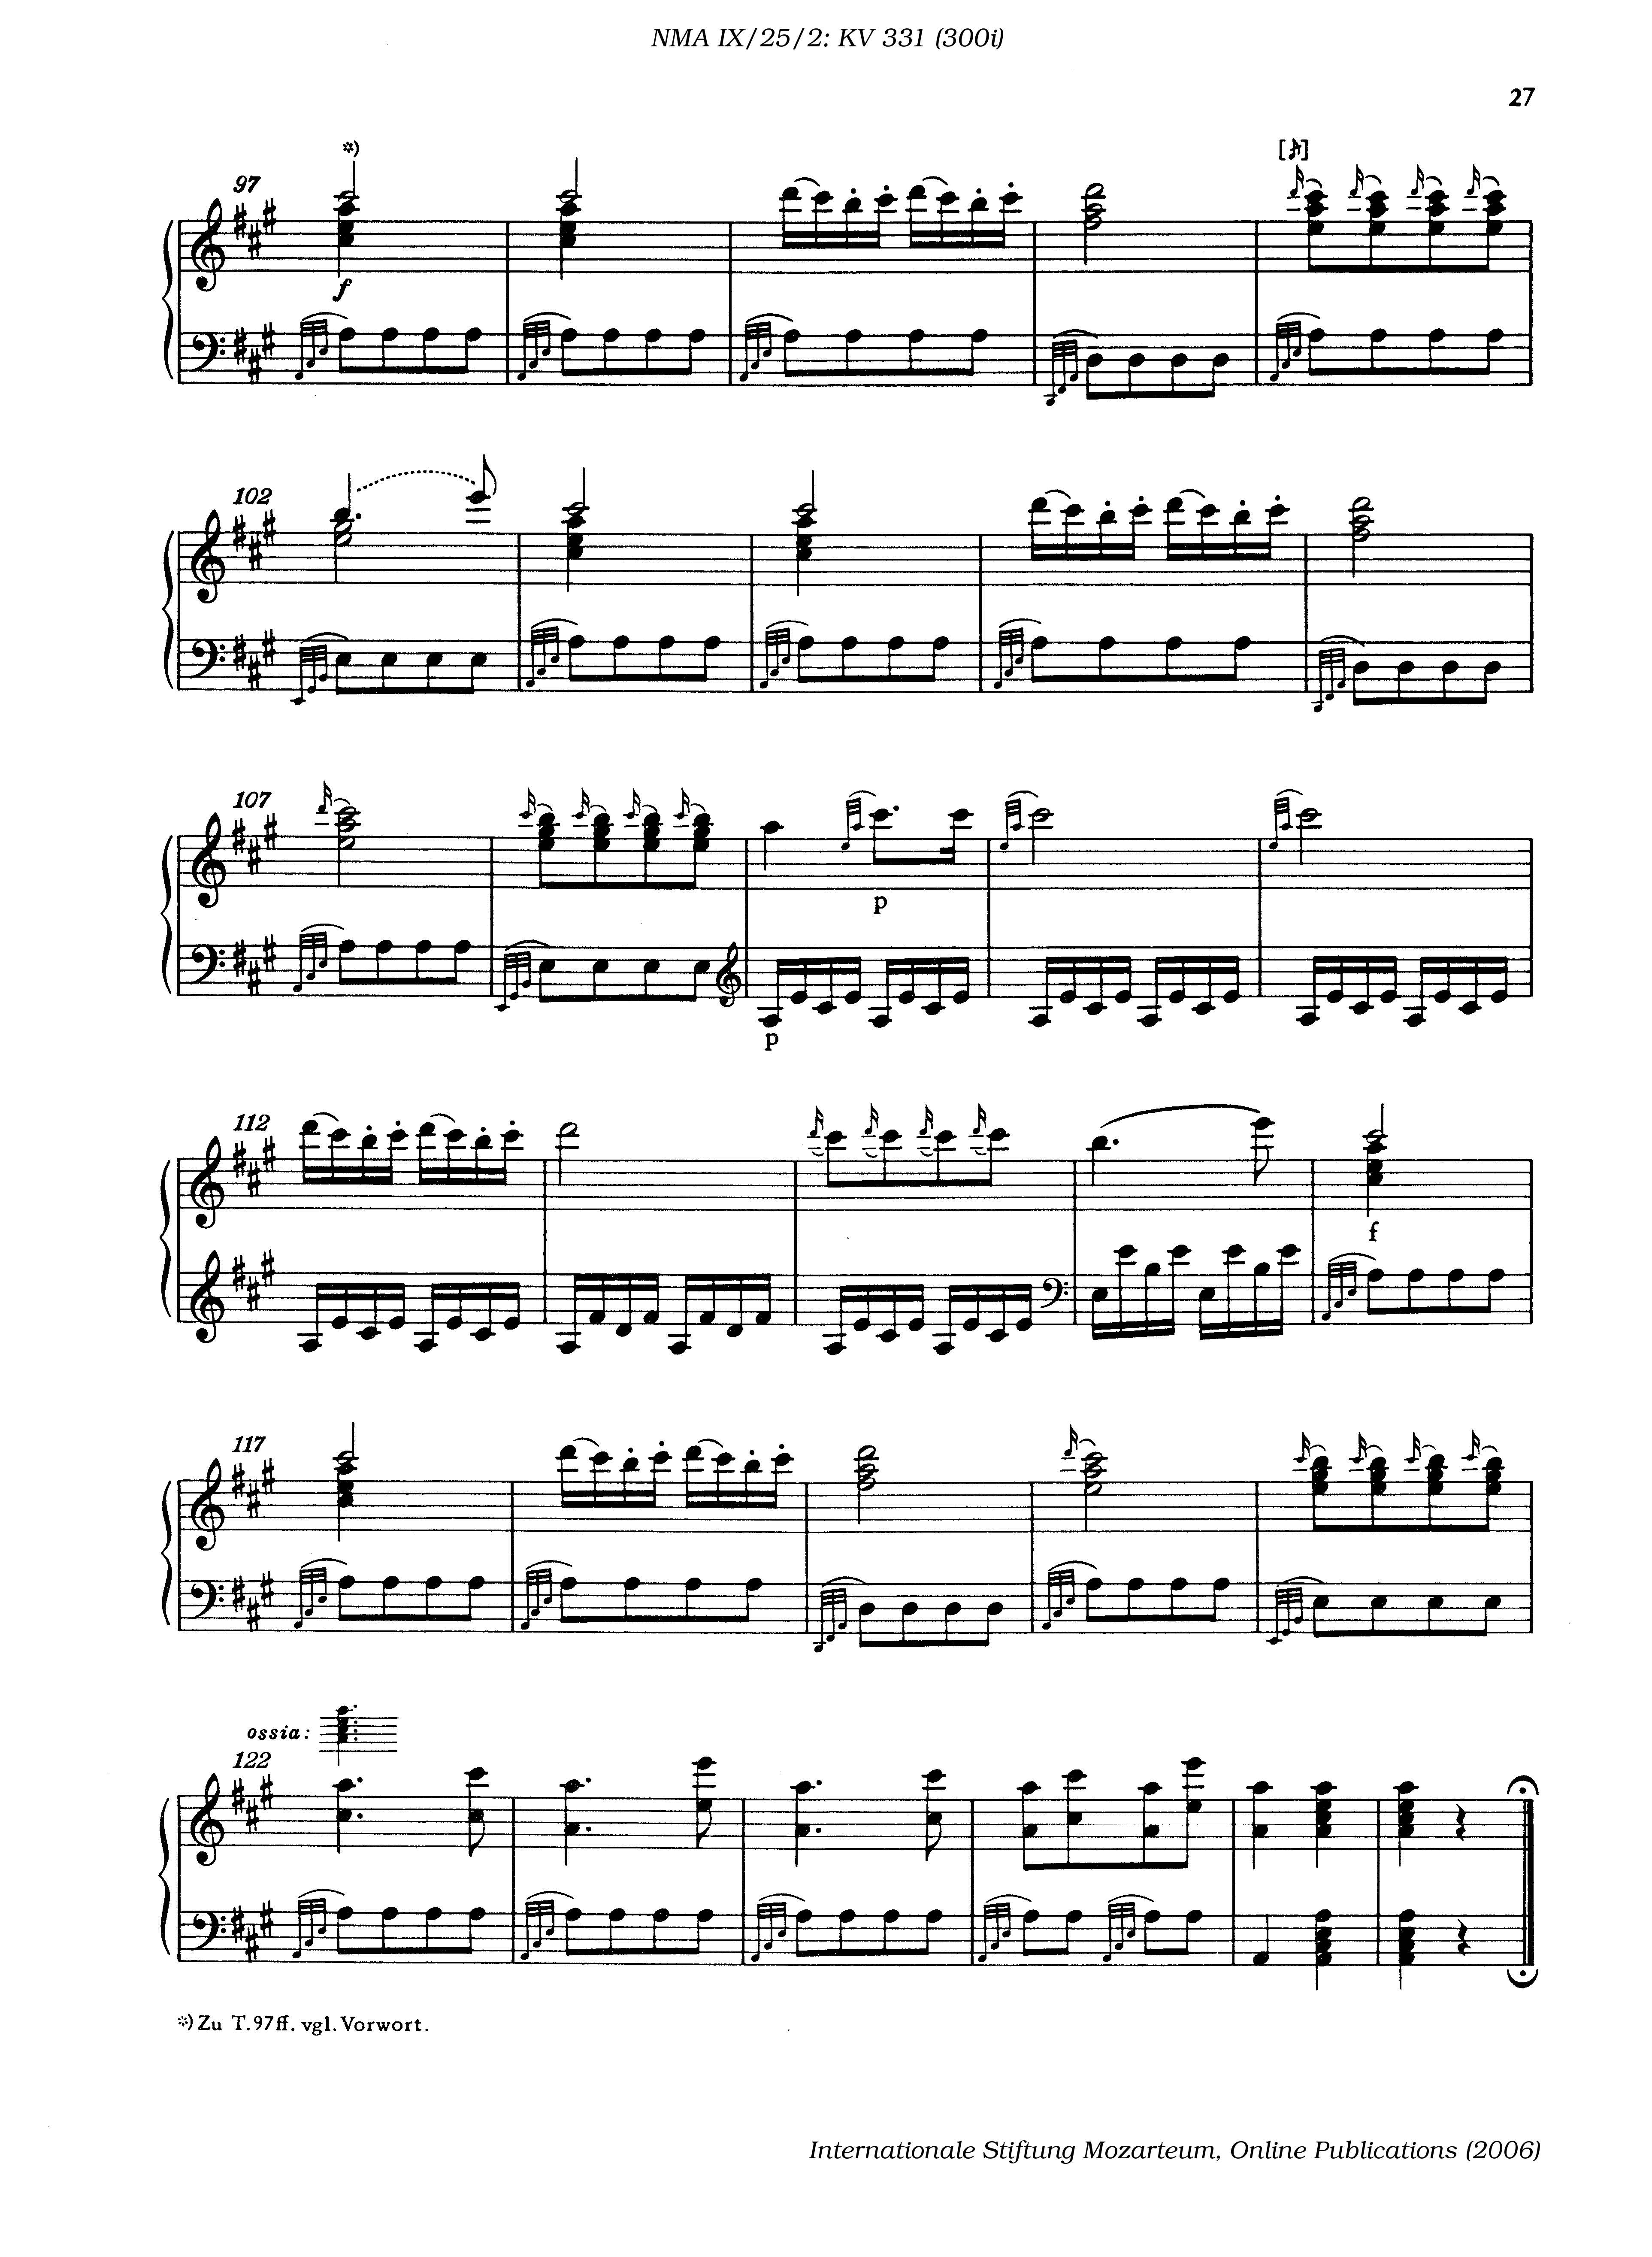 NMA IX/25/2: KV 331 (300i)
27
*)
97
f
[𝆔]
102
107
p
p
112
f
117
ossia:
122
*) Zu T.97ff. vgl. Vorwort.
Internationale Stiftung Mozarteum, Online Publications (2006)